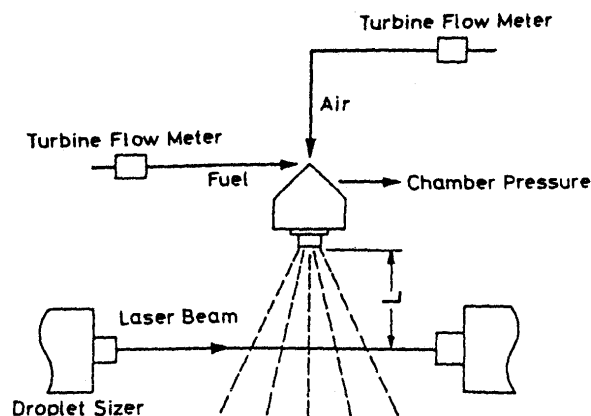 Turbine Flow Meter
Air
Turbine Flow Meter
Fuel
Chamber Pressure
L
Laser Beam
Droplet Sizer